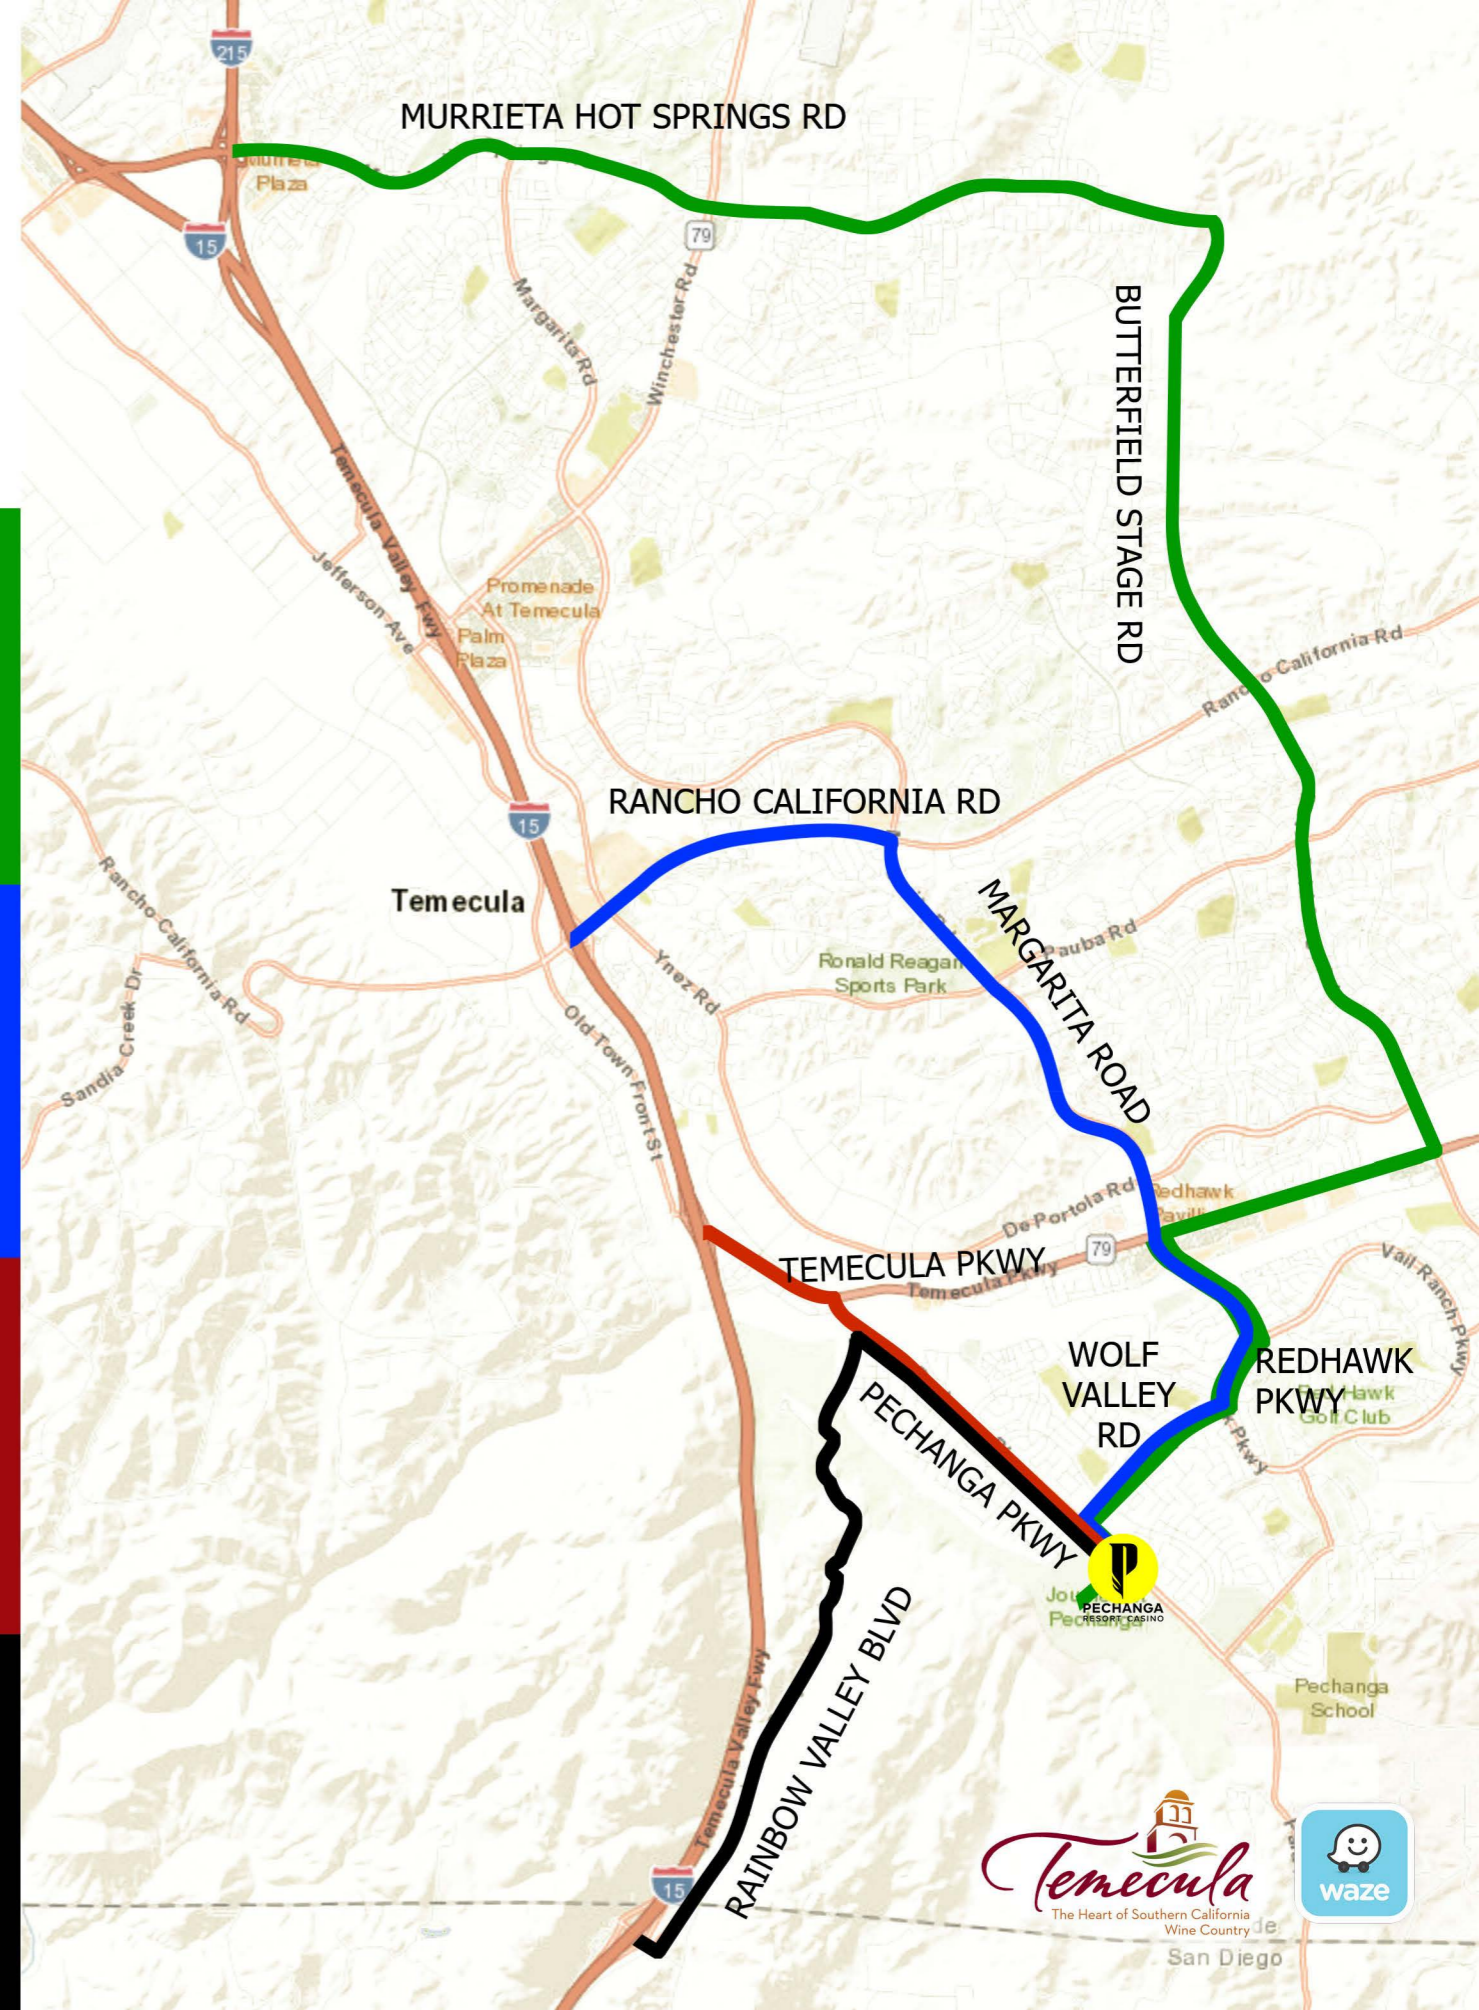 215
MURRIETA HOT SPRINGS RD
Murrieta
Plaza
15
79
Margarita Rd
Winchester Rd
BUTTERFIELD STAGE RD
Temecula Valley Fwy
Jefferson Ave
Promenade
At Temecula
Palm
Plaza
Rancho California Rd
RANCHO CALIFORNIA RD
15
Temecula
Rancho California Rd
MARGARITA ROAD
Pauba Rd
Ronald Reagan
Sports Park
Ynez Rd
Sandia Creek Dr
Old Town Front St
De Portola Rd
Redhawk
79
TEMECULA PKWY
Temecula Pkwy
Vail Ranch Pkwy
WOLF
VALLEY
RD
REDHAWK
PKWY
Red Hawk
Golf Club
Pkwy
PECHANGA PKWY
P
PECHANGA
RESORT CASINO
Pechanga
RAINBOW VALLEY BLVD
Temecula Valley Fwy
Pechanga
School
15
Temecula
The Heart of Southern California
Wine Country
waze
San Diego